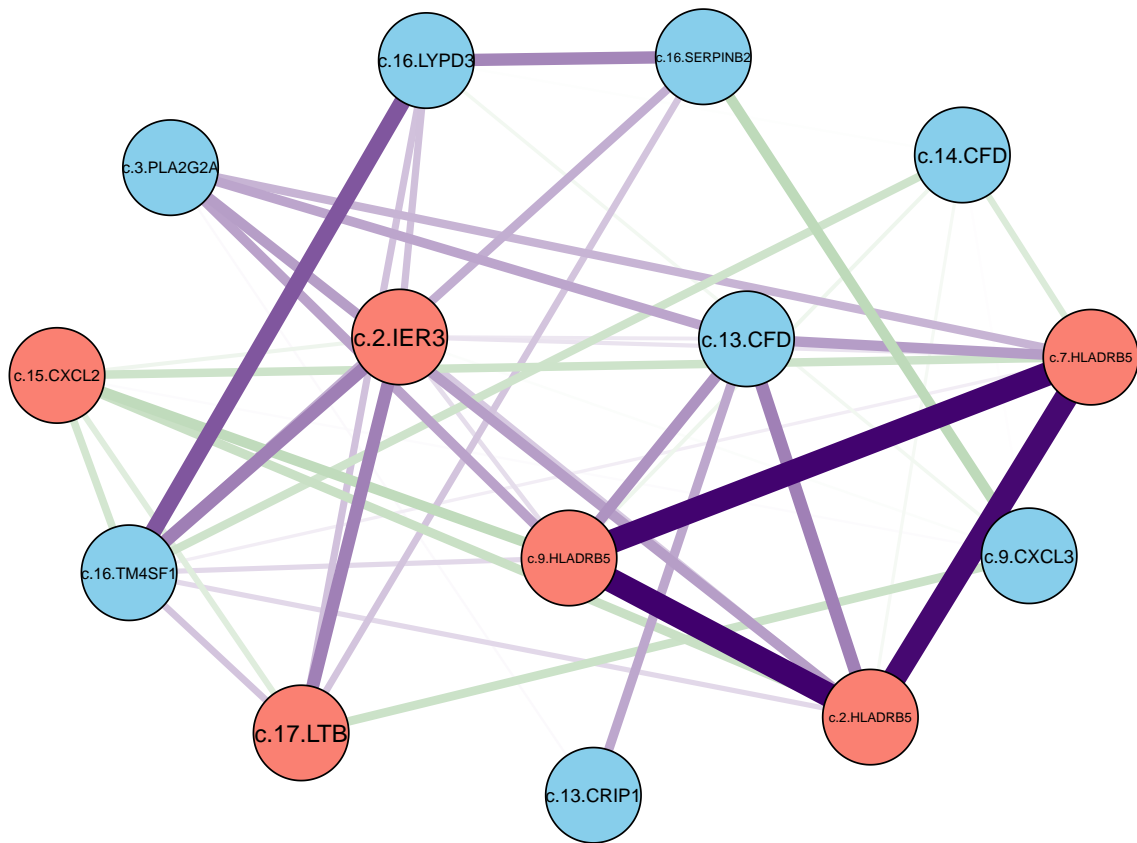 c.16.LYPD3
c.16.SERPINB2
c.3.PLA2G2A
c.14.CFD
c.2.IER3
c.13.CFD
c.7.HLADRB5
c.15.CXCL2
c.9.HLADRB5
c.9.CXCL3
c.16.TM4SF1
c.17.LTB
c.2.HLADRB5
c.13.CRIP1